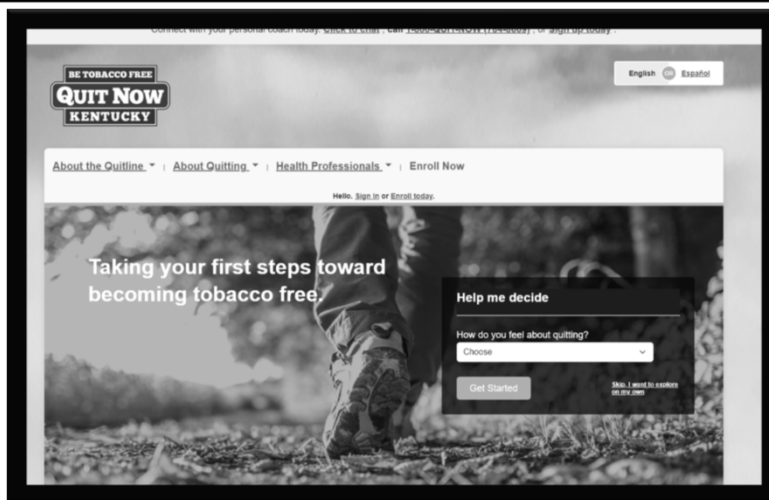 Connect with your personal coach today. Click to chat , call 1-800-QUIT-NOW (784-8669) , or Sign up today .
BE TOBACCO FREE
QUIT NOW
KENTUCKY
English OR Español
About the Quitline About Quitting Health Professionals Enroll Now
Hello. Sign in or Enroll today.
Taking your first steps toward
becoming tobacco free.
Help me decide
How do you feel about quitting?
Choose
Get Started
Skip, I want to explore
on my own